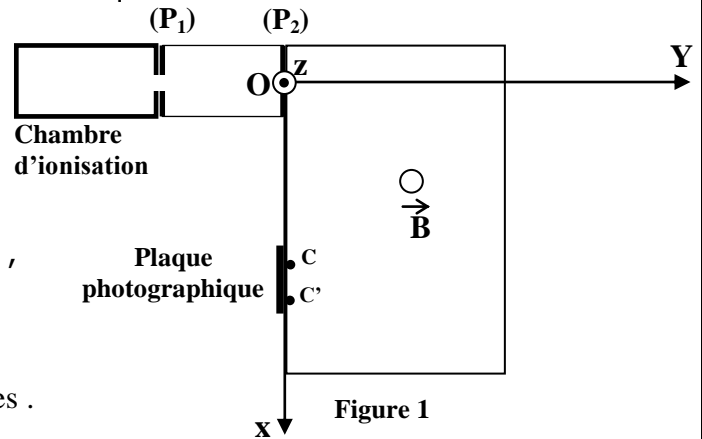 (P₁) (P₂)
z
Y
O
Chambre
d'ionisation
B
,
Plaque
photographique
C
C'
es .
Figure 1
x